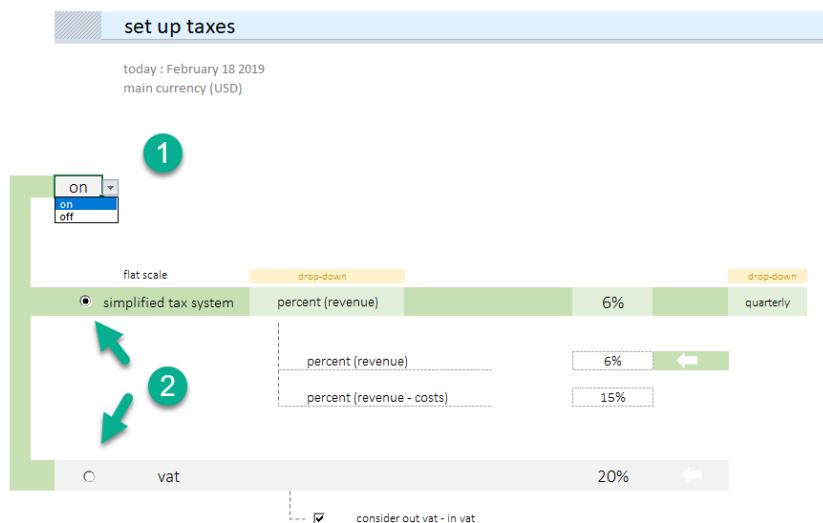 set up taxes
today : February 18 2019
main currency (USD)
1
on
on
off
flat scale drop-down drop-down
simplified tax system percent (revenue) 6% quarterly
percent (revenue) 6%
2
percent (revenue - costs) 15%
vat 20%
consider out vat - in vat